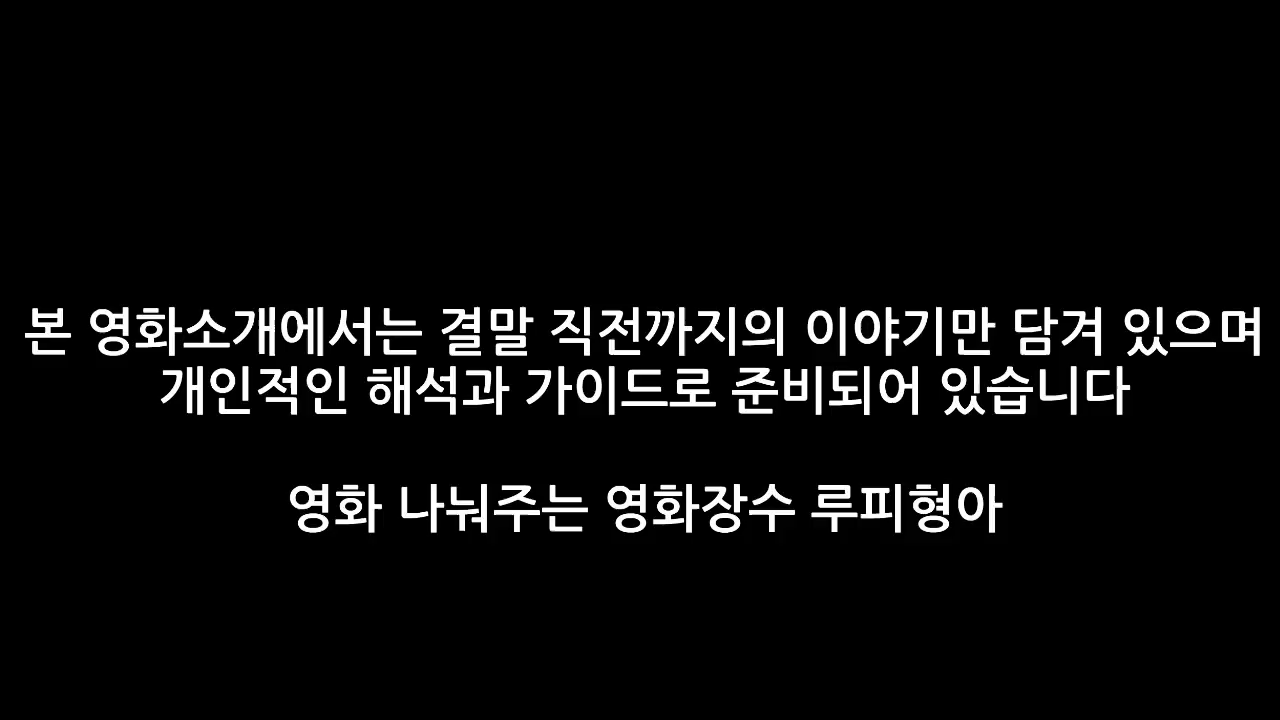 본 영화소개에서는 결말 직전까지의 이야기만 담겨 있으며
개인적인 해석과 가이드로 준비되어 있습니다
영화 나눠주는 영화장수 루피형아